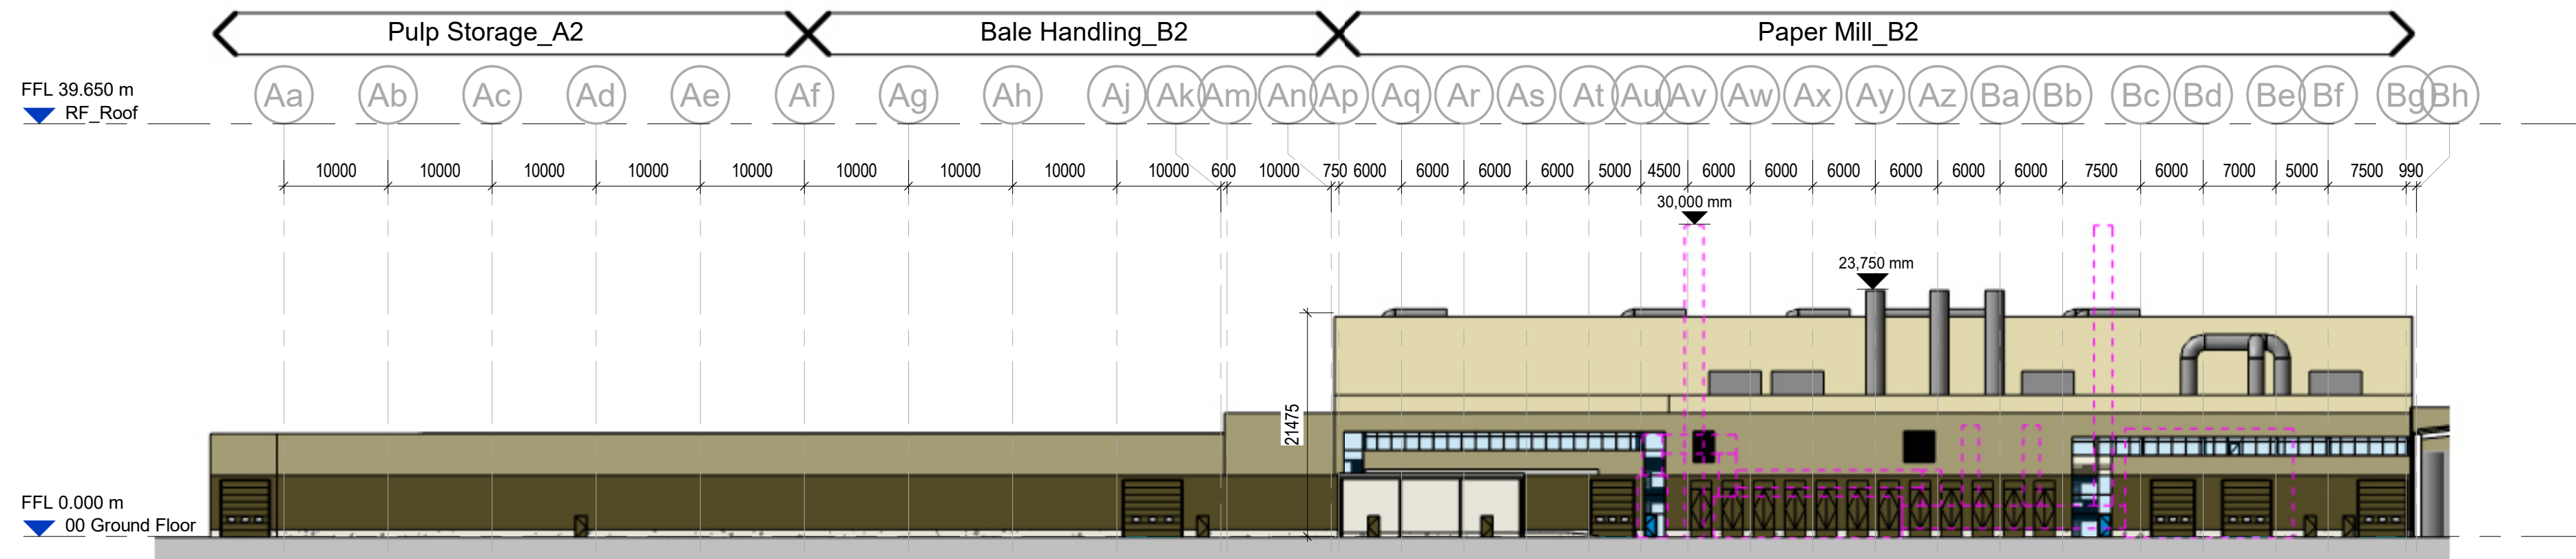 Pulp Storage_A2 Bale Handling_B2 Paper Mill_B2
FFL 39.650 m
RF_Roof
Aa Ab Ac Ad Ae Af Ag Ah Aj Ak Am An Ap Aq Ar As At Au Av Aw Ax Ay Az Ba Bb Bc Bd Be Bf Bg Bh
10000 10000 10000 10000 10000 10000 10000 10000 10000 600 10000 750 6000 6000 6000 6000 5000 4500 6000 6000 6000 6000 6000 6000 7500 6000 7000 5000 7500 990
30,000 mm
23,750 mm
21475
FFL 0.000 m
00 Ground Floor